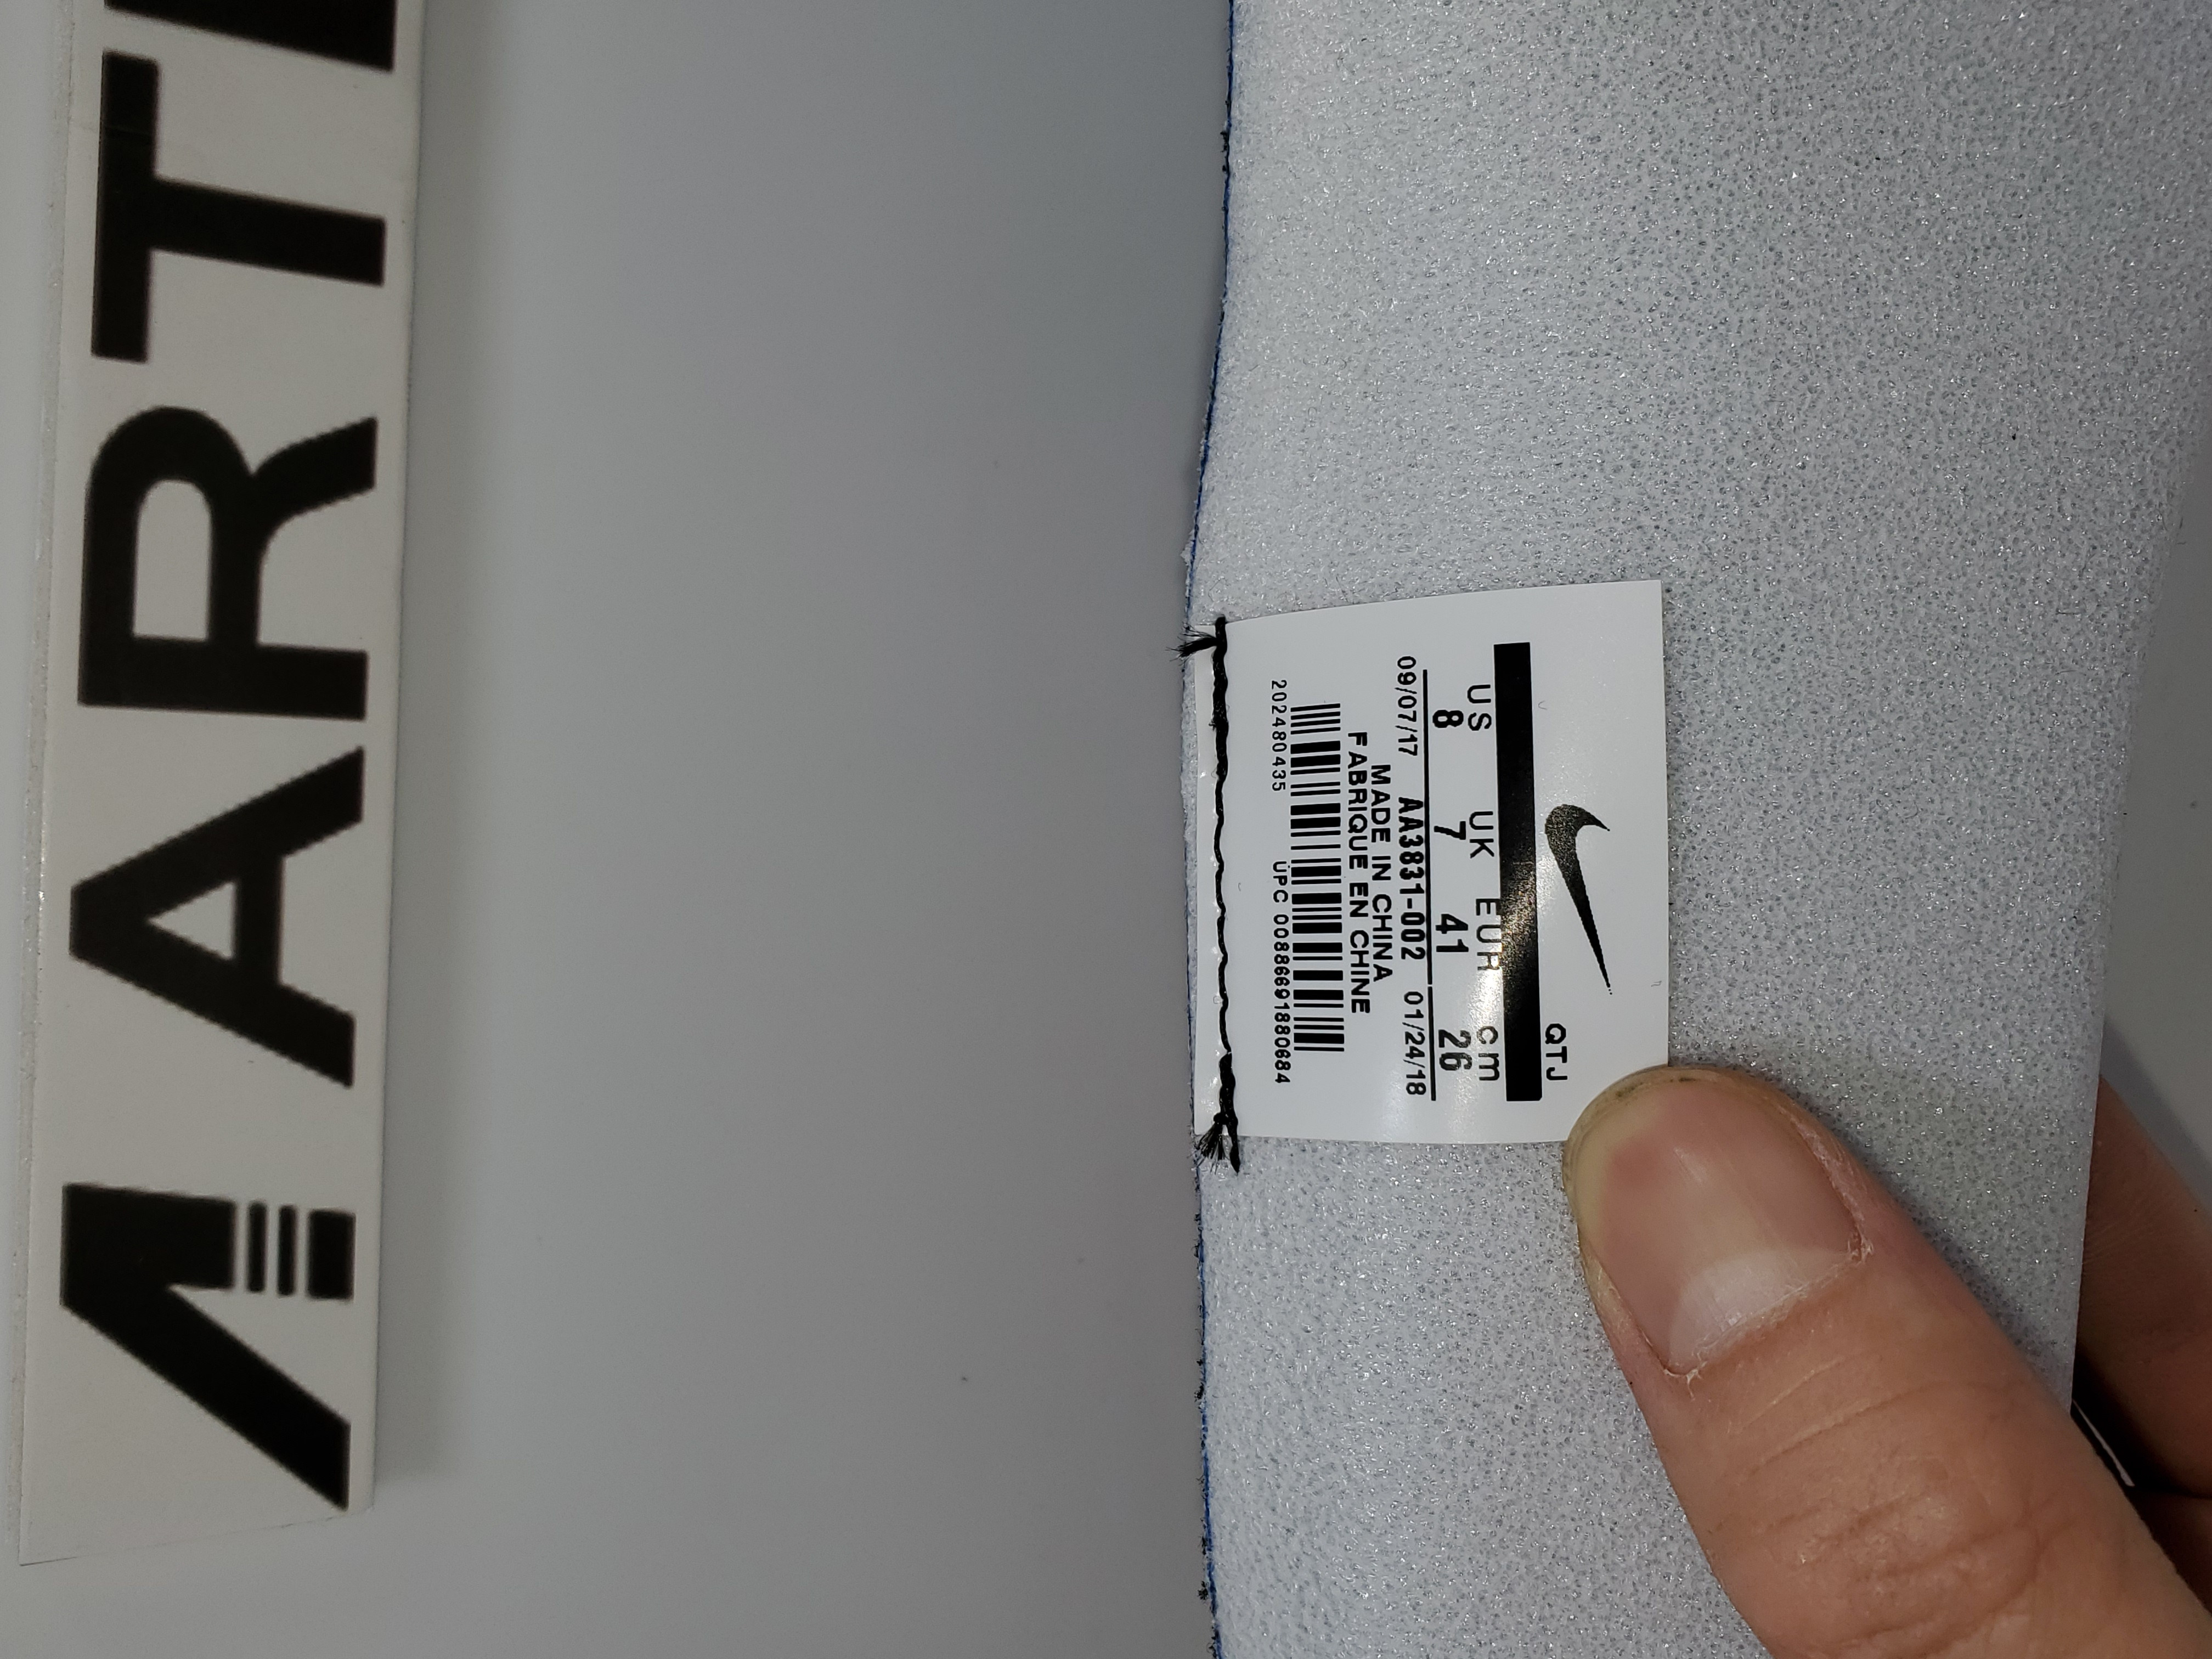 ART
QTJ
US UK EUR cm
8 7 41 26
09/07/17 AA3831-002 01/24/18
MADE IN CHINA
FABRIQUE EN CHINE
202480435 UPC 00886691880684